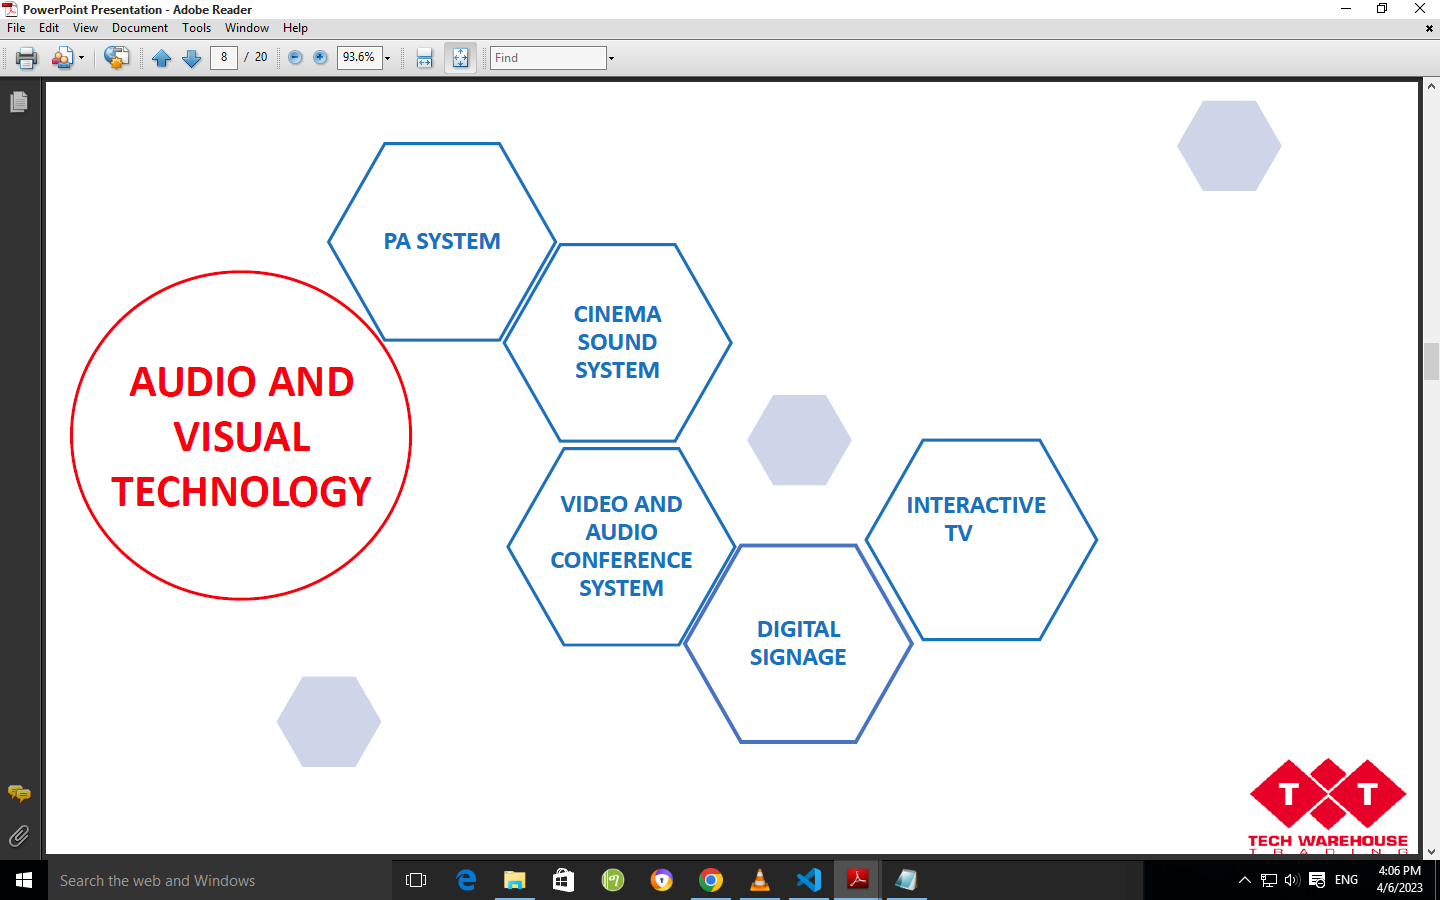 PowerPoint Presentation - Adobe Reader
File Edit View Document Tools Window Help
8 / 20 93.6% Find
PA SYSTEM
CINEMA
SOUND
SYSTEM
AUDIO AND
VISUAL
TECHNOLOGY
VIDEO AND
AUDIO
CONFERENCE
SYSTEM
INTERACTIVE
TV
DIGITAL
SIGNAGE
T T
TECH WAREHOUSE
TRADING
Search the web and Windows
ENG
4:06 PM
4/6/2023